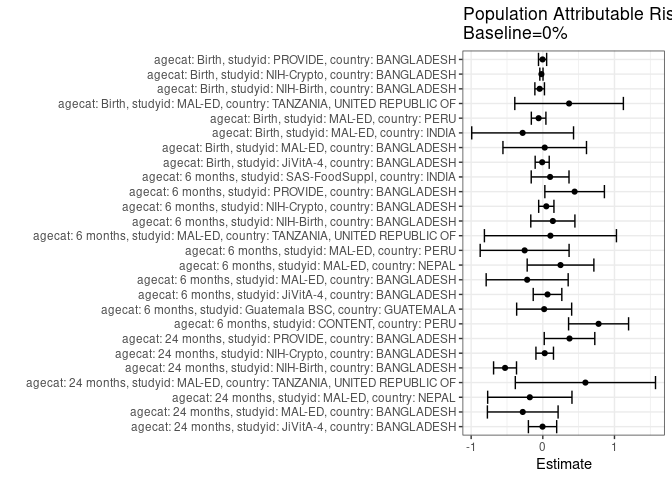 Population Attributable Ris
Baseline=0%
agecat: Birth, studyid: PROVIDE, country: BANGLADESH
agecat: Birth, studyid: NIH-Crypto, country: BANGLADESH
agecat: Birth, studyid: NIH-Birth, country: BANGLADESH
agecat: Birth, studyid: MAL-ED, country: TANZANIA, UNITED REPUBLIC OF
agecat: Birth, studyid: MAL-ED, country: PERU
agecat: Birth, studyid: MAL-ED, country: INDIA
agecat: Birth, studyid: MAL-ED, country: BANGLADESH
agecat: Birth, studyid: JiVitA-4, country: BANGLADESH
agecat: 6 months, studyid: SAS-FoodSuppl, country: INDIA
agecat: 6 months, studyid: PROVIDE, country: BANGLADESH
agecat: 6 months, studyid: NIH-Crypto, country: BANGLADESH
agecat: 6 months, studyid: NIH-Birth, country: BANGLADESH
agecat: 6 months, studyid: MAL-ED, country: TANZANIA, UNITED REPUBLIC OF
agecat: 6 months, studyid: MAL-ED, country: PERU
agecat: 6 months, studyid: MAL-ED, country: NEPAL
agecat: 6 months, studyid: MAL-ED, country: BANGLADESH
agecat: 6 months, studyid: JiVitA-4, country: BANGLADESH
agecat: 6 months, studyid: Guatemala BSC, country: GUATEMALA
agecat: 6 months, studyid: CONTENT, country: PERU
agecat: 24 months, studyid: PROVIDE, country: BANGLADESH
agecat: 24 months, studyid: NIH-Crypto, country: BANGLADESH
agecat: 24 months, studyid: NIH-Birth, country: BANGLADESH
agecat: 24 months, studyid: MAL-ED, country: TANZANIA, UNITED REPUBLIC OF
agecat: 24 months, studyid: MAL-ED, country: NEPAL
agecat: 24 months, studyid: MAL-ED, country: BANGLADESH
agecat: 24 months, studyid: JiVitA-4, country: BANGLADESH
-1 0 1
Estimate